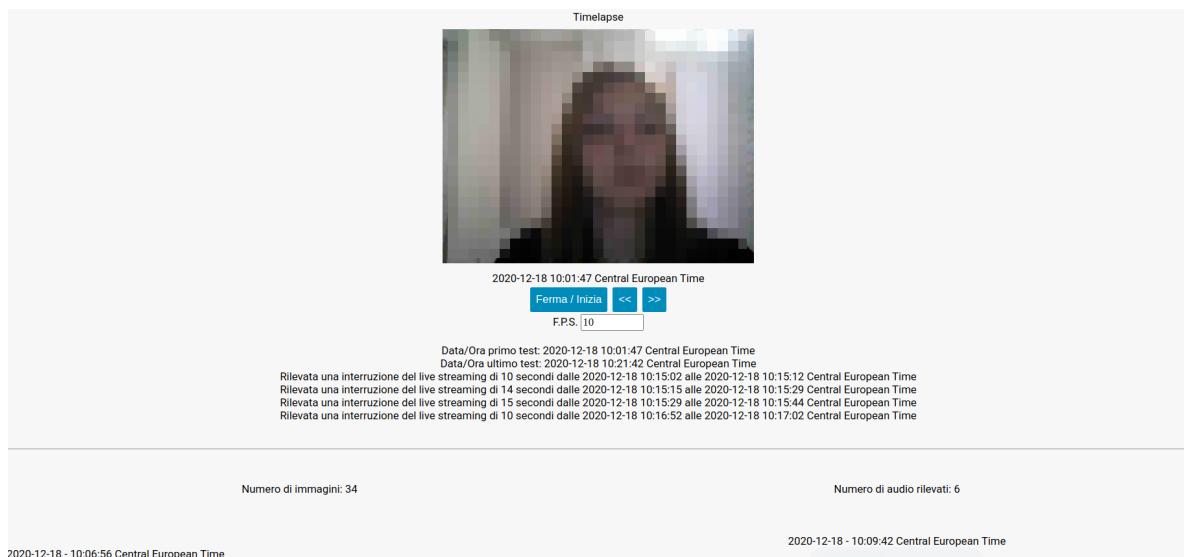 Timelapse
2020-12-18 10:01:47 Central European Time
Ferma / Inizia << >>
F.P.S. 10
Data/Ora primo test: 2020-12-18 10:01:47 Central European Time
Data/Ora ultimo test: 2020-12-18 10:21:42 Central European Time
Rilevata una interruzione del live streaming di 10 secondi dalle 2020-12-18 10:15:02 alle 2020-12-18 10:15:12 Central European Time
Rilevata una interruzione del live streaming di 14 secondi dalle 2020-12-18 10:15:15 alle 2020-12-18 10:15:29 Central European Time
Rilevata una interruzione del live streaming di 15 secondi dalle 2020-12-18 10:15:29 alle 2020-12-18 10:15:44 Central European Time
Rilevata una interruzione del live streaming di 10 secondi dalle 2020-12-18 10:16:52 alle 2020-12-18 10:17:02 Central European Time
Numero di immagini: 34
Numero di audio rilevati: 6
2020-12-18 - 10:09:42 Central European Time
2020-12-18 - 10:06:56 Central European Time